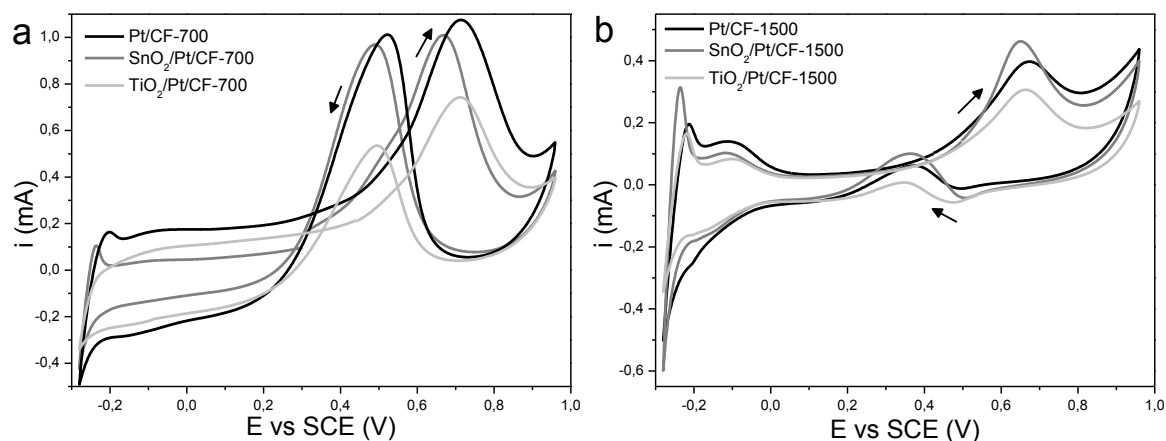 a
Pt/CF-700
SnO₂/Pt/CF-700
TiO₂/Pt/CF-700
1,0
0,8
0,6
0,4
0,2
0,0
-0,2
-0,4
i (mA)
-0,2 0,0 0,2 0,4 0,6 0,8 1,0
E vs SCE (V)
b
Pt/CF-1500
SnO₂/Pt/CF-1500
TiO₂/Pt/CF-1500
0,4
0,2
0,0
-0,2
-0,4
-0,6
i (mA)
-0,2 0,0 0,2 0,4 0,6 0,8 1,0
E vs SCE (V)